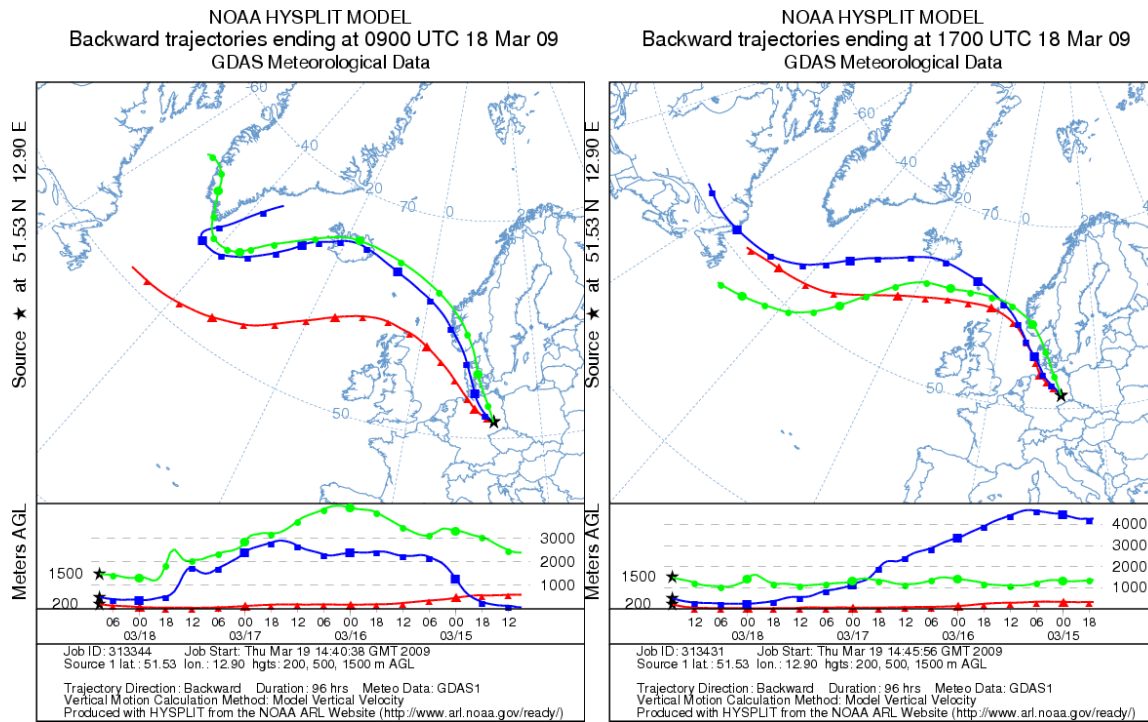 NOAA HYSPLIT MODEL
Backward trajectories ending at 0900 UTC 18 Mar 09
GDAS Meteorological Data
Source ★ at 51.53 N 12.90 E
-60
-40
-20
-70
0
50
Meters AGL
1500
200
3000
2000
1000
06 00 18 12 06 00 18 12 06 00 18 12 06 00 18 12
03/18 03/17 03/16 03/15
Job ID: 313344 Job Start: Thu Mar 19 14:40:38 GMT 2009
Source 1 lat.: 51.53 lon.: 12.90 hgts: 200, 500, 1500 m AGL
Trajectory Direction: Backward Duration: 96 hrs Meteo Data: GDAS1
Vertical Motion Calculation Method: Model Vertical Velocity
Produced with HYSPLIT from the NOAA ARL Website (http://www.arl.noaa.gov/ready/)
NOAA HYSPLIT MODEL
Backward trajectories ending at 1700 UTC 18 Mar 09
GDAS Meteorological Data
Source ★ at 51.53 N 12.90 E
-60
-40
-20
-70
0
50
Meters AGL
1500
200
4000
3000
2000
1000
12 06 00 18 12 06 00 18 12 06 00 18 12 06 00 18
03/18 03/17 03/16 03/15
Job ID: 313431 Job Start: Thu Mar 19 14:45:56 GMT 2009
Source 1 lat.: 51.53 lon.: 12.90 hgts: 200, 500, 1500 m AGL
Trajectory Direction: Backward Duration: 96 hrs Meteo Data: GDAS1
Vertical Motion Calculation Method: Model Vertical Velocity
Produced with HYSPLIT from the NOAA ARL Website (http://www.arl.noaa.gov/ready/)